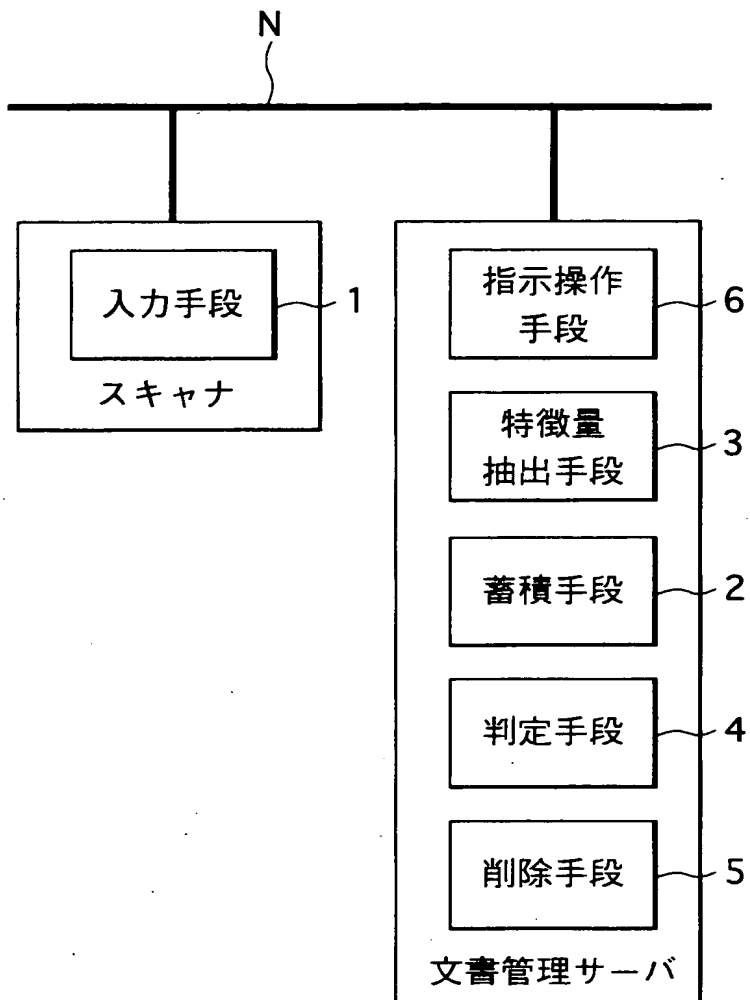 N
入力手段
1
スキャナ
指示操作
手段
6
特徴量
抽出手段
3
蓄積手段
2
判定手段
4
削除手段
5
文書管理サーバ